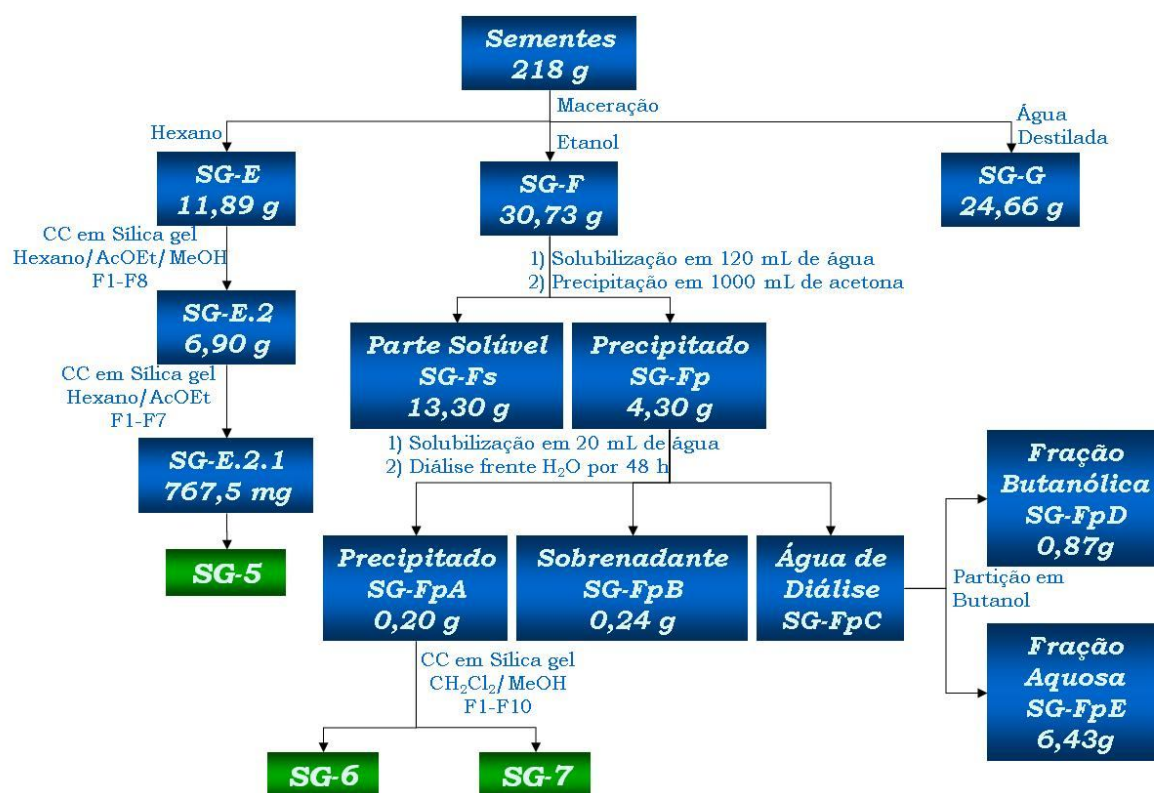 Sementes
218 g
Maceração
Hexano
Etanol
Água
Destilada
SG-E
11,89 g
SG-F
30,73 g
SG-G
24,66 g
CC em Sílica gel
Hexano/AcOEt/MeOH
F1-F8
1) Solubilização em 120 mL de água
2) Precipitação em 1000 mL de acetona
SG-E.2
6,90 g
Parte Solúvel
SG-Fs
13,30 g
Precipitado
SG-Fp
4,30 g
CC em Sílica gel
Hexano/AcOEt
F1-F7
1) Solubilização em 20 mL de água
2) Diálise frente H₂O por 48 h
SG-E.2.1
767,5 mg
Fração
Butanólica
SG-FpD
0,87g
SG-5
Precipitado
SG-FpA
0,20 g
Sobrenadante
SG-FpB
0,24 g
Água de
Diálise
SG-FpC
Partição em
Butanol
CC em Sílica gel
CH₂Cl₂/MeOH
F1-F10
Fração
Aquosa
SG-FpE
6,43g
SG-6
SG-7